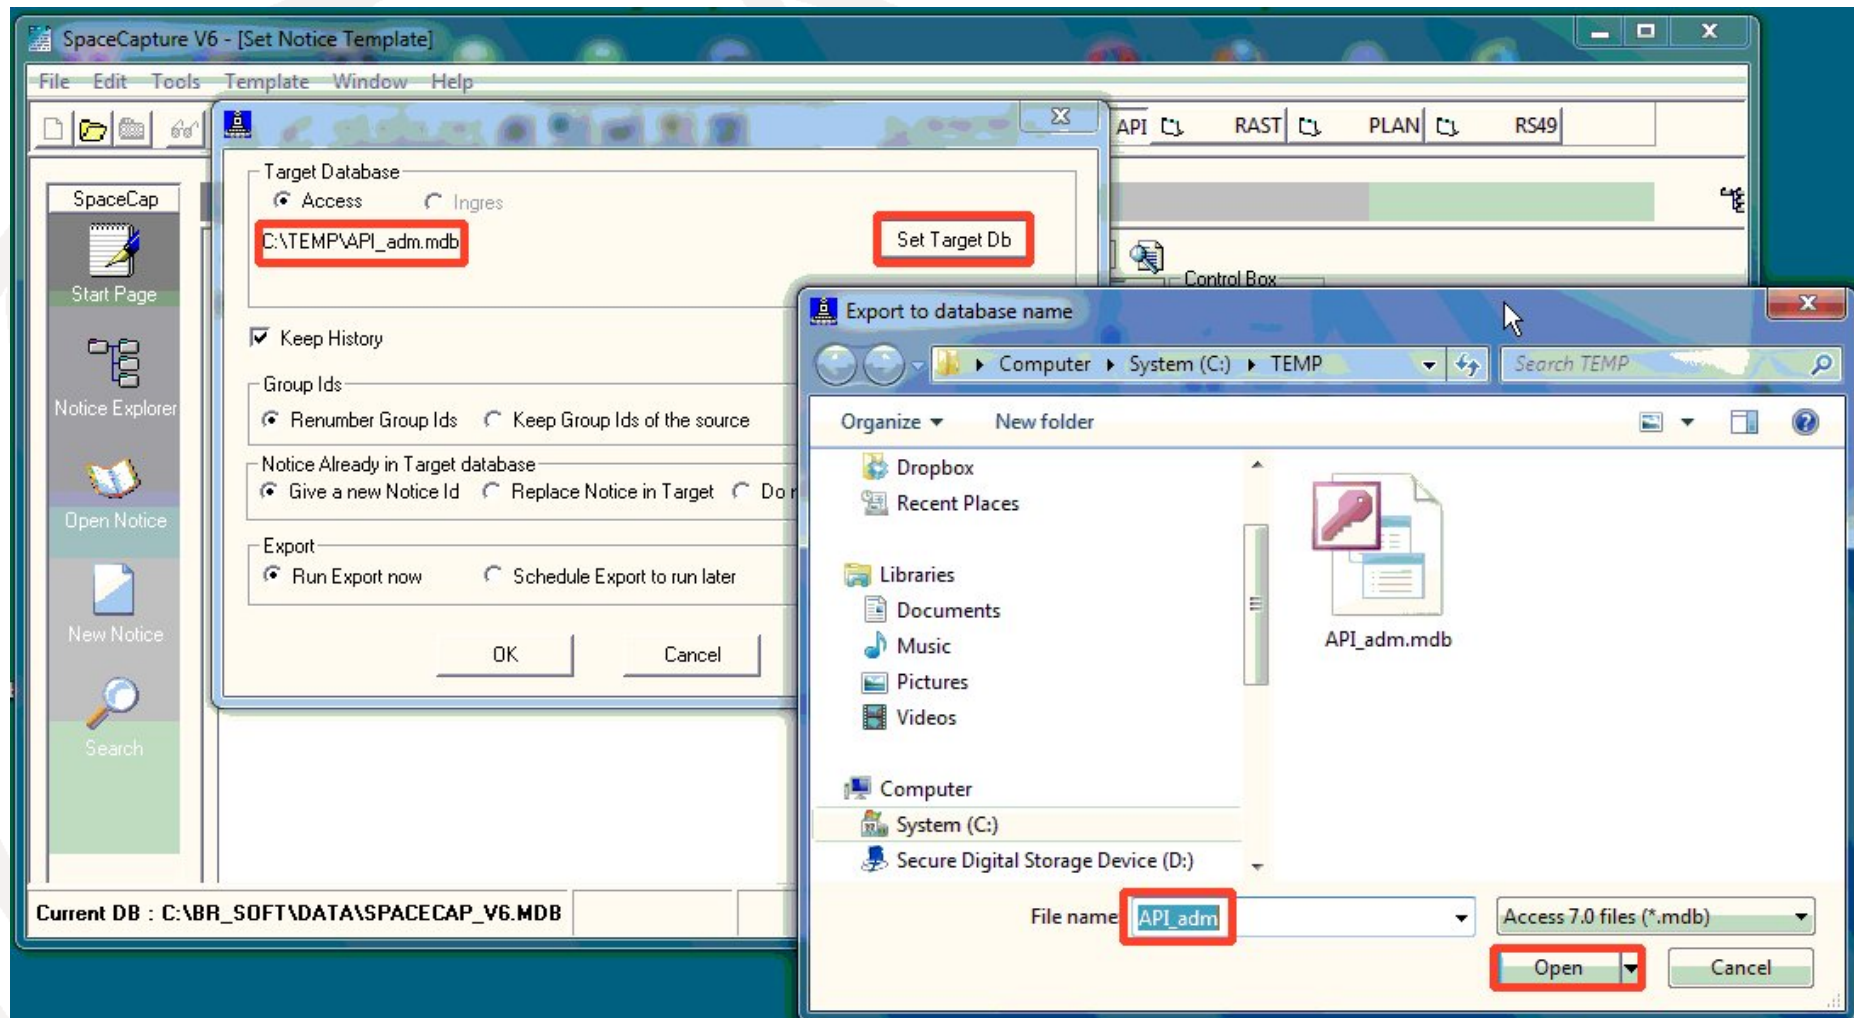 SpaceCapture V6 - [Set Notice Template]
File Edit Tools Template Window Help
API RAST PLAN RS49
SpaceCap
Start Page
Notice Explorer
Open Notice
New Notice
Search
Target Database
Access Ingres
C:\TEMP\API_adm.mdb
Set Target Db
Keep History
Group Ids
Renumber Group Ids Keep Group Ids of the source
Notice Already in Target database
Give a new Notice Id Replace Notice in Target Do
Export
Run Export now Schedule Export to run later
OK Cancel
Control Box
Export to database name
Computer System (C:) TEMP
Search TEMP
Organize New folder
Dropbox
Recent Places
Libraries
Documents
Music
Pictures
Videos
Computer
System (C:)
Secure Digital Storage Device (D:)
API_adm.mdb
File name API_adm
Access 7.0 files (*.mdb)
Open Cancel
Current DB : C:\BR_SOFT\DATA\SPACECAP_V6.MDB